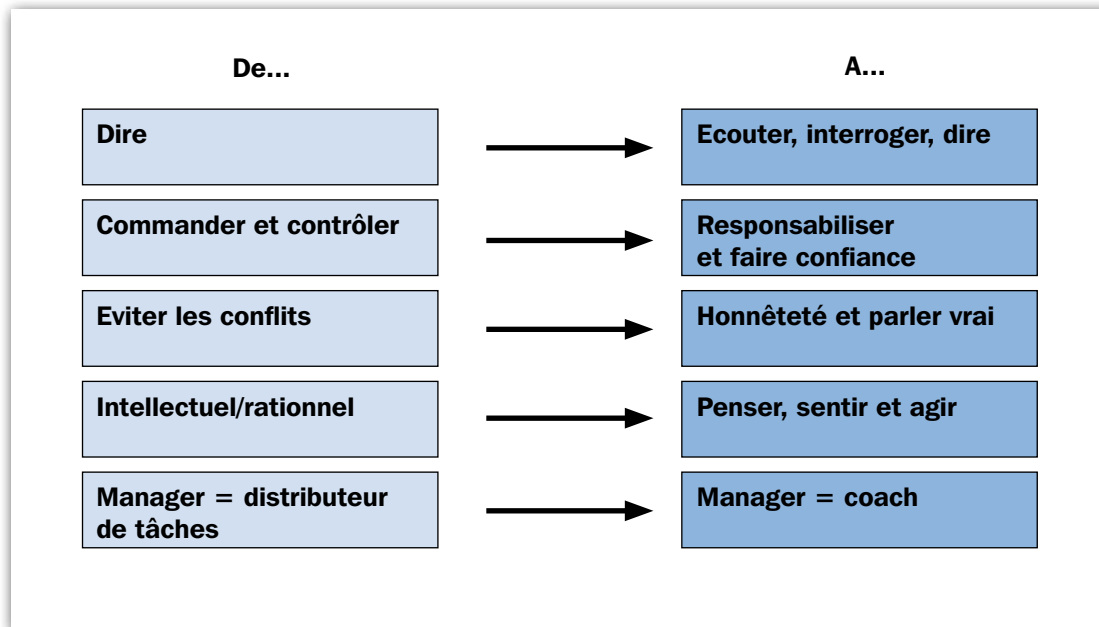 De...
A...
Dire
Ecouter, interroger, dire
Commander et contrôler
Responsabiliser
et faire confiance
Eviter les conflits
Honnêteté et parler vrai
Intellectuel/rationnel
Penser, sentir et agir
Manager = distributeur
de tâches
Manager = coach